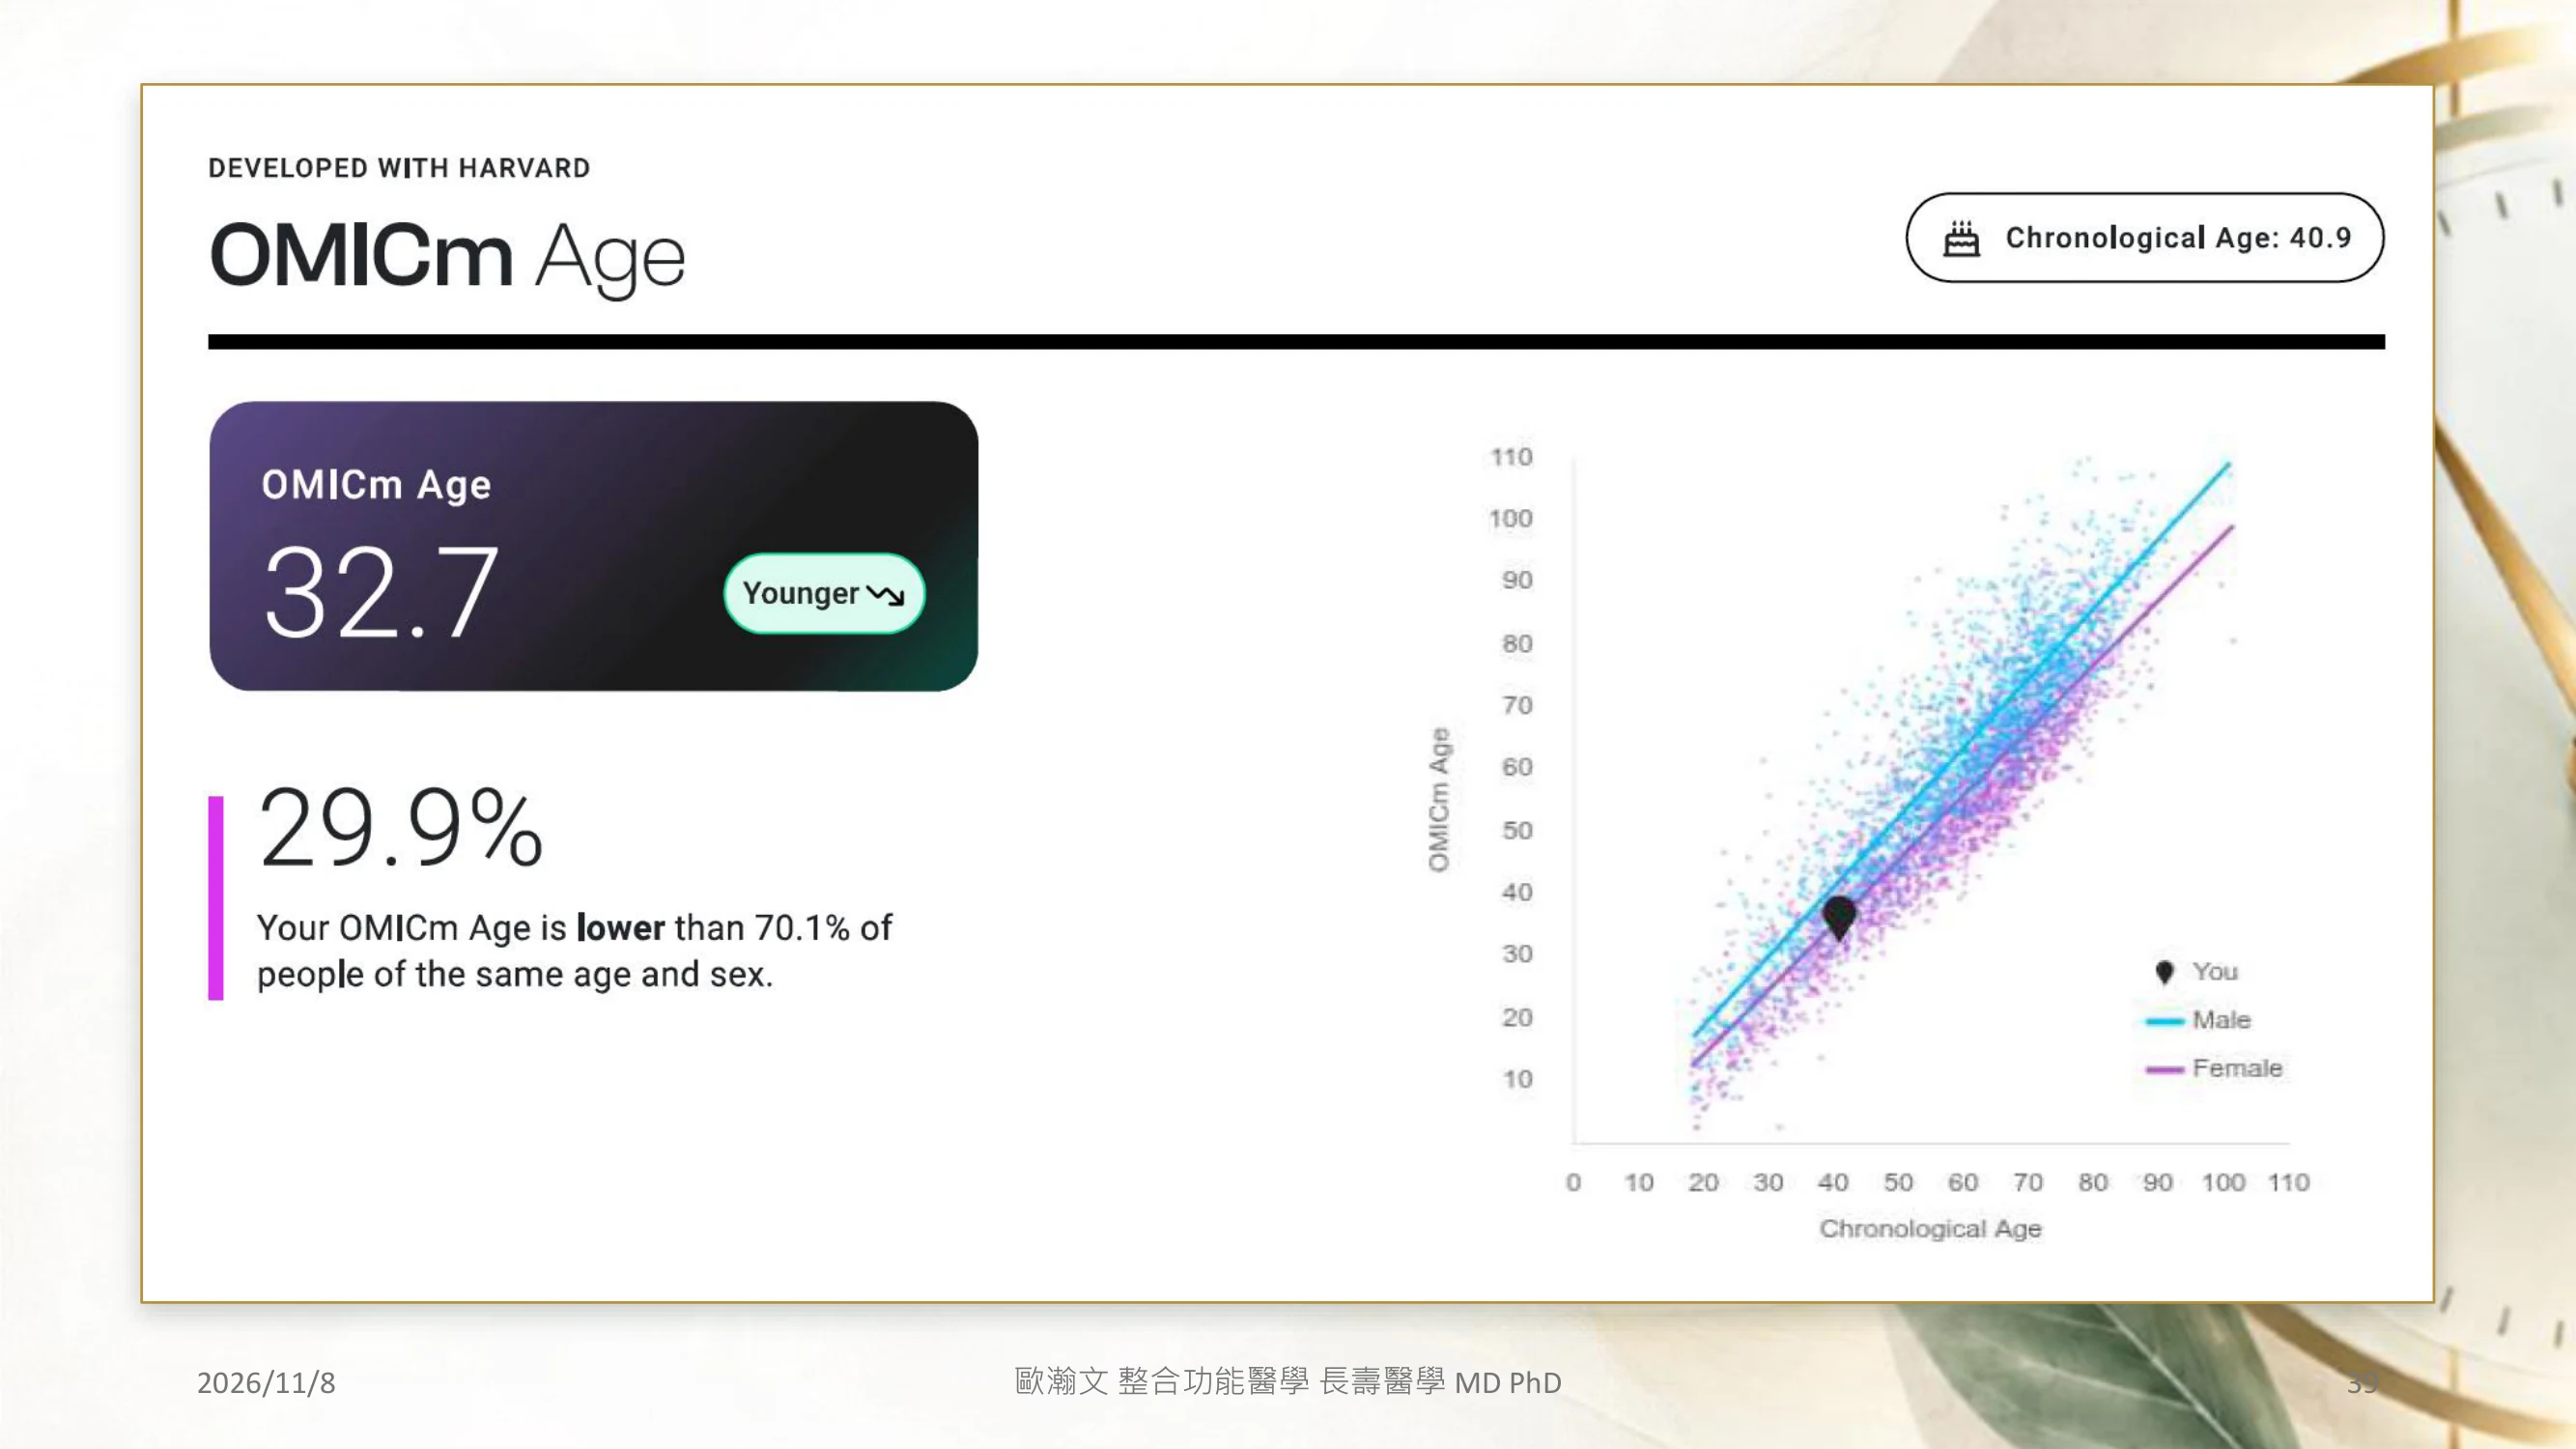 DEVELOPED WITH HARVARD
OMICm Age
Chronological Age: 40.9
OMICm Age
32.7
Younger
29.9%
Your OMICm Age is lower than 70.1% of
people of the same age and sex.
110
100
90
80
70
60
50
40
30
20
10
OMICm Age
You
Male
Female
0 10 20 30 40 50 60 70 80 90 100 110
Chronological Age
2026/11/8
歐瀚文 整合功能醫學 長壽醫學 MD PhD
39